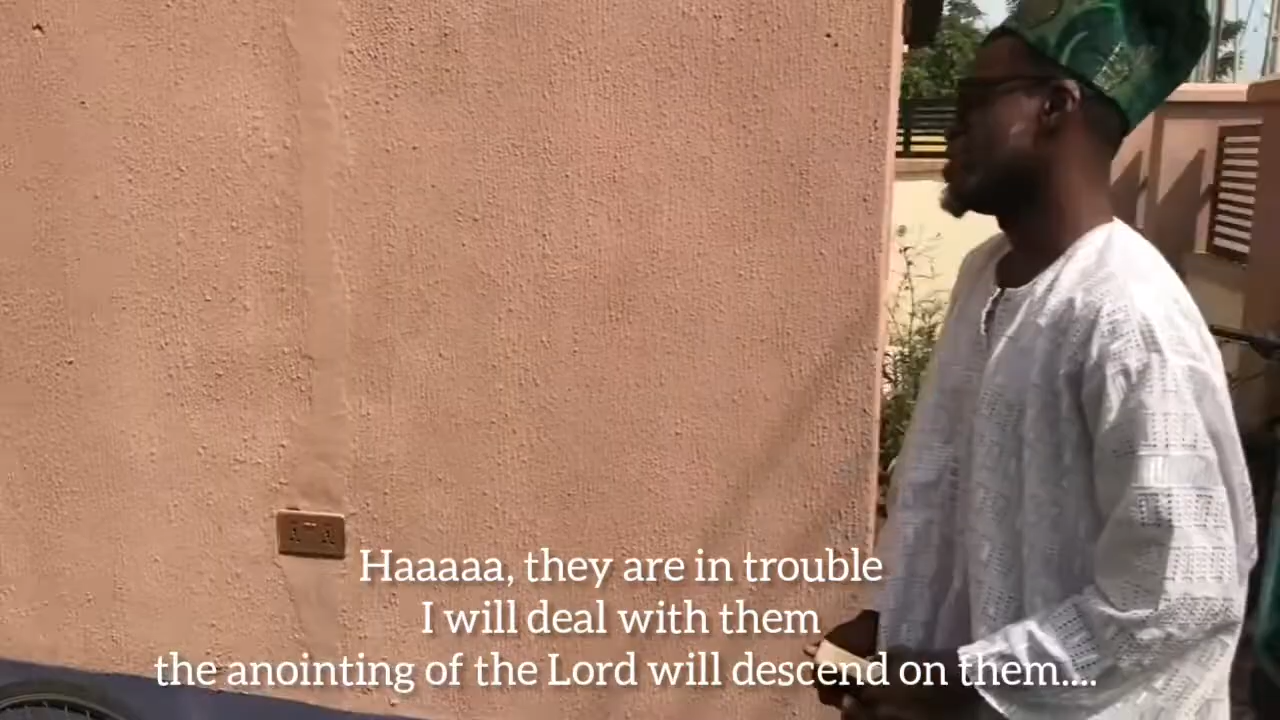 Haaaaa, they are in trouble
I will deal with them
the anointing of the Lord will descend on them....